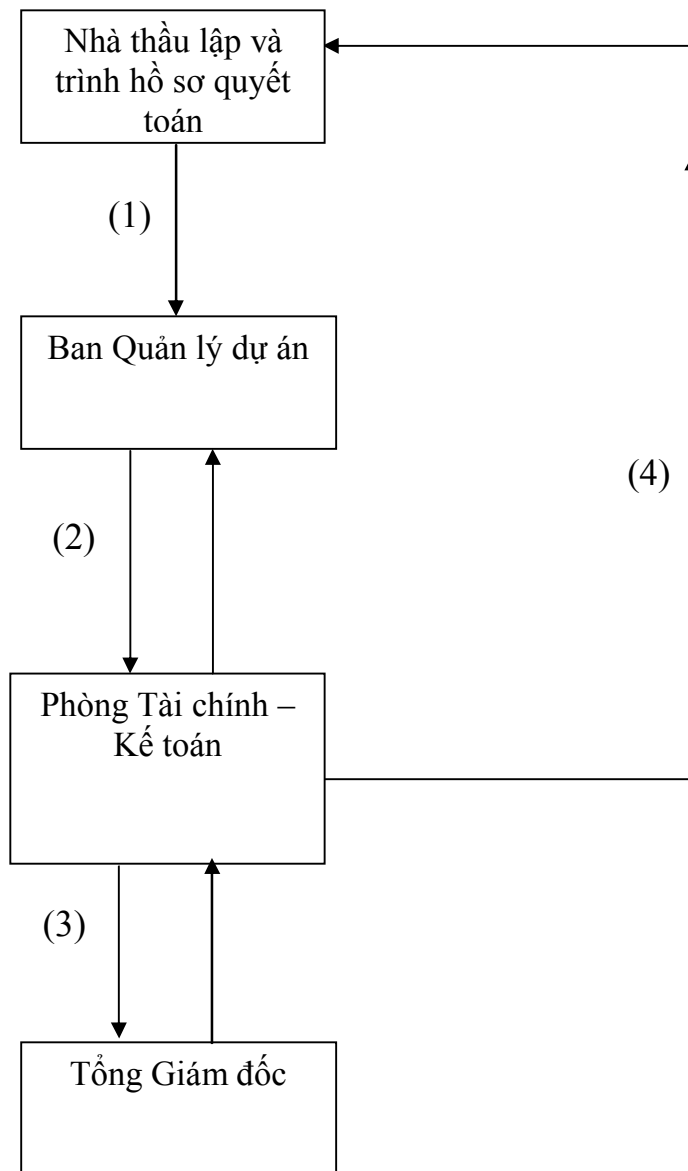 Nhà thầu lập và
trình hồ sơ quyết
toán
(1)
Ban Quản lý dự án
(4)
(2)
Phòng Tài chính –
Kế toán
(3)
Tổng Giám đốc